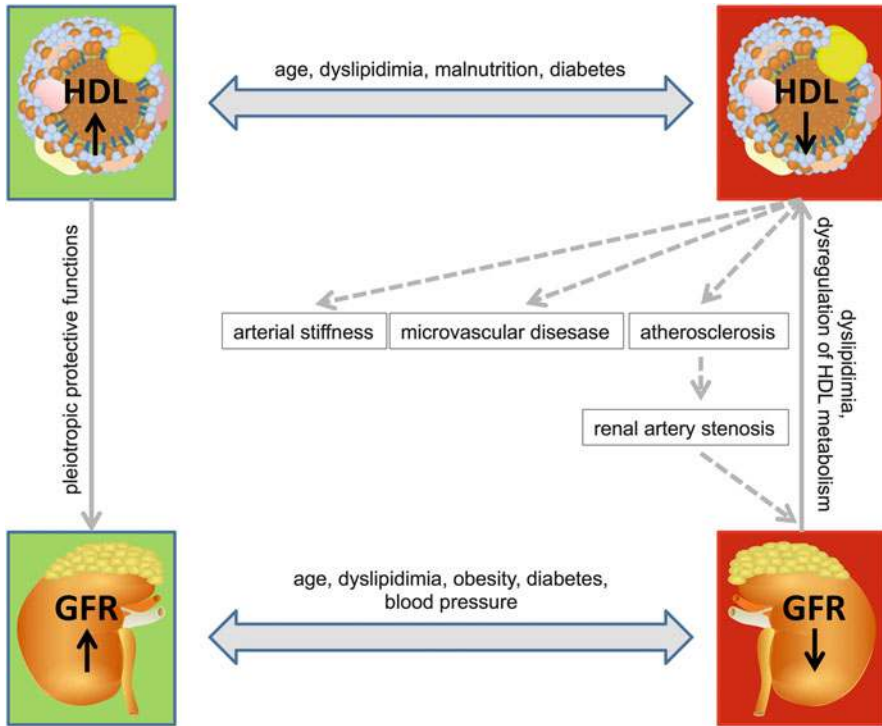 age, dyslipidimia, malnutrition, diabetes
HDL
HDL
pleiotropic protective functions
dyslipidimia,
dysregulation of HDL metabolism
arterial stiffness
microvascular disesase
atherosclerosis
renal artery stenosis
age, dyslipidimia, obesity, diabetes,
blood pressure
GFR
GFR